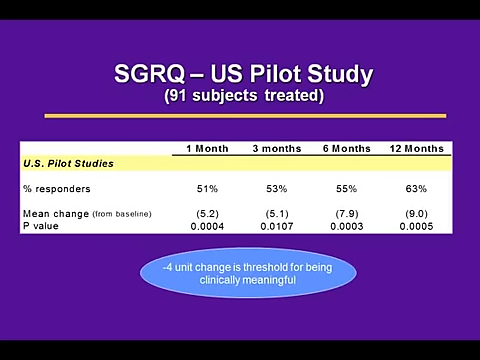 SGRQ – US Pilot Study
(91 subjects treated)
1 Month 3 months 6 Months 12 Months
U.S. Pilot Studies
% responders 51% 53% 55% 63%
Mean change (from baseline) (5.2) (5.1) (7.9) (9.0)
P value 0.0004 0.0107 0.0003 0.0005
-4 unit change is threshold for being
clinically meaningful